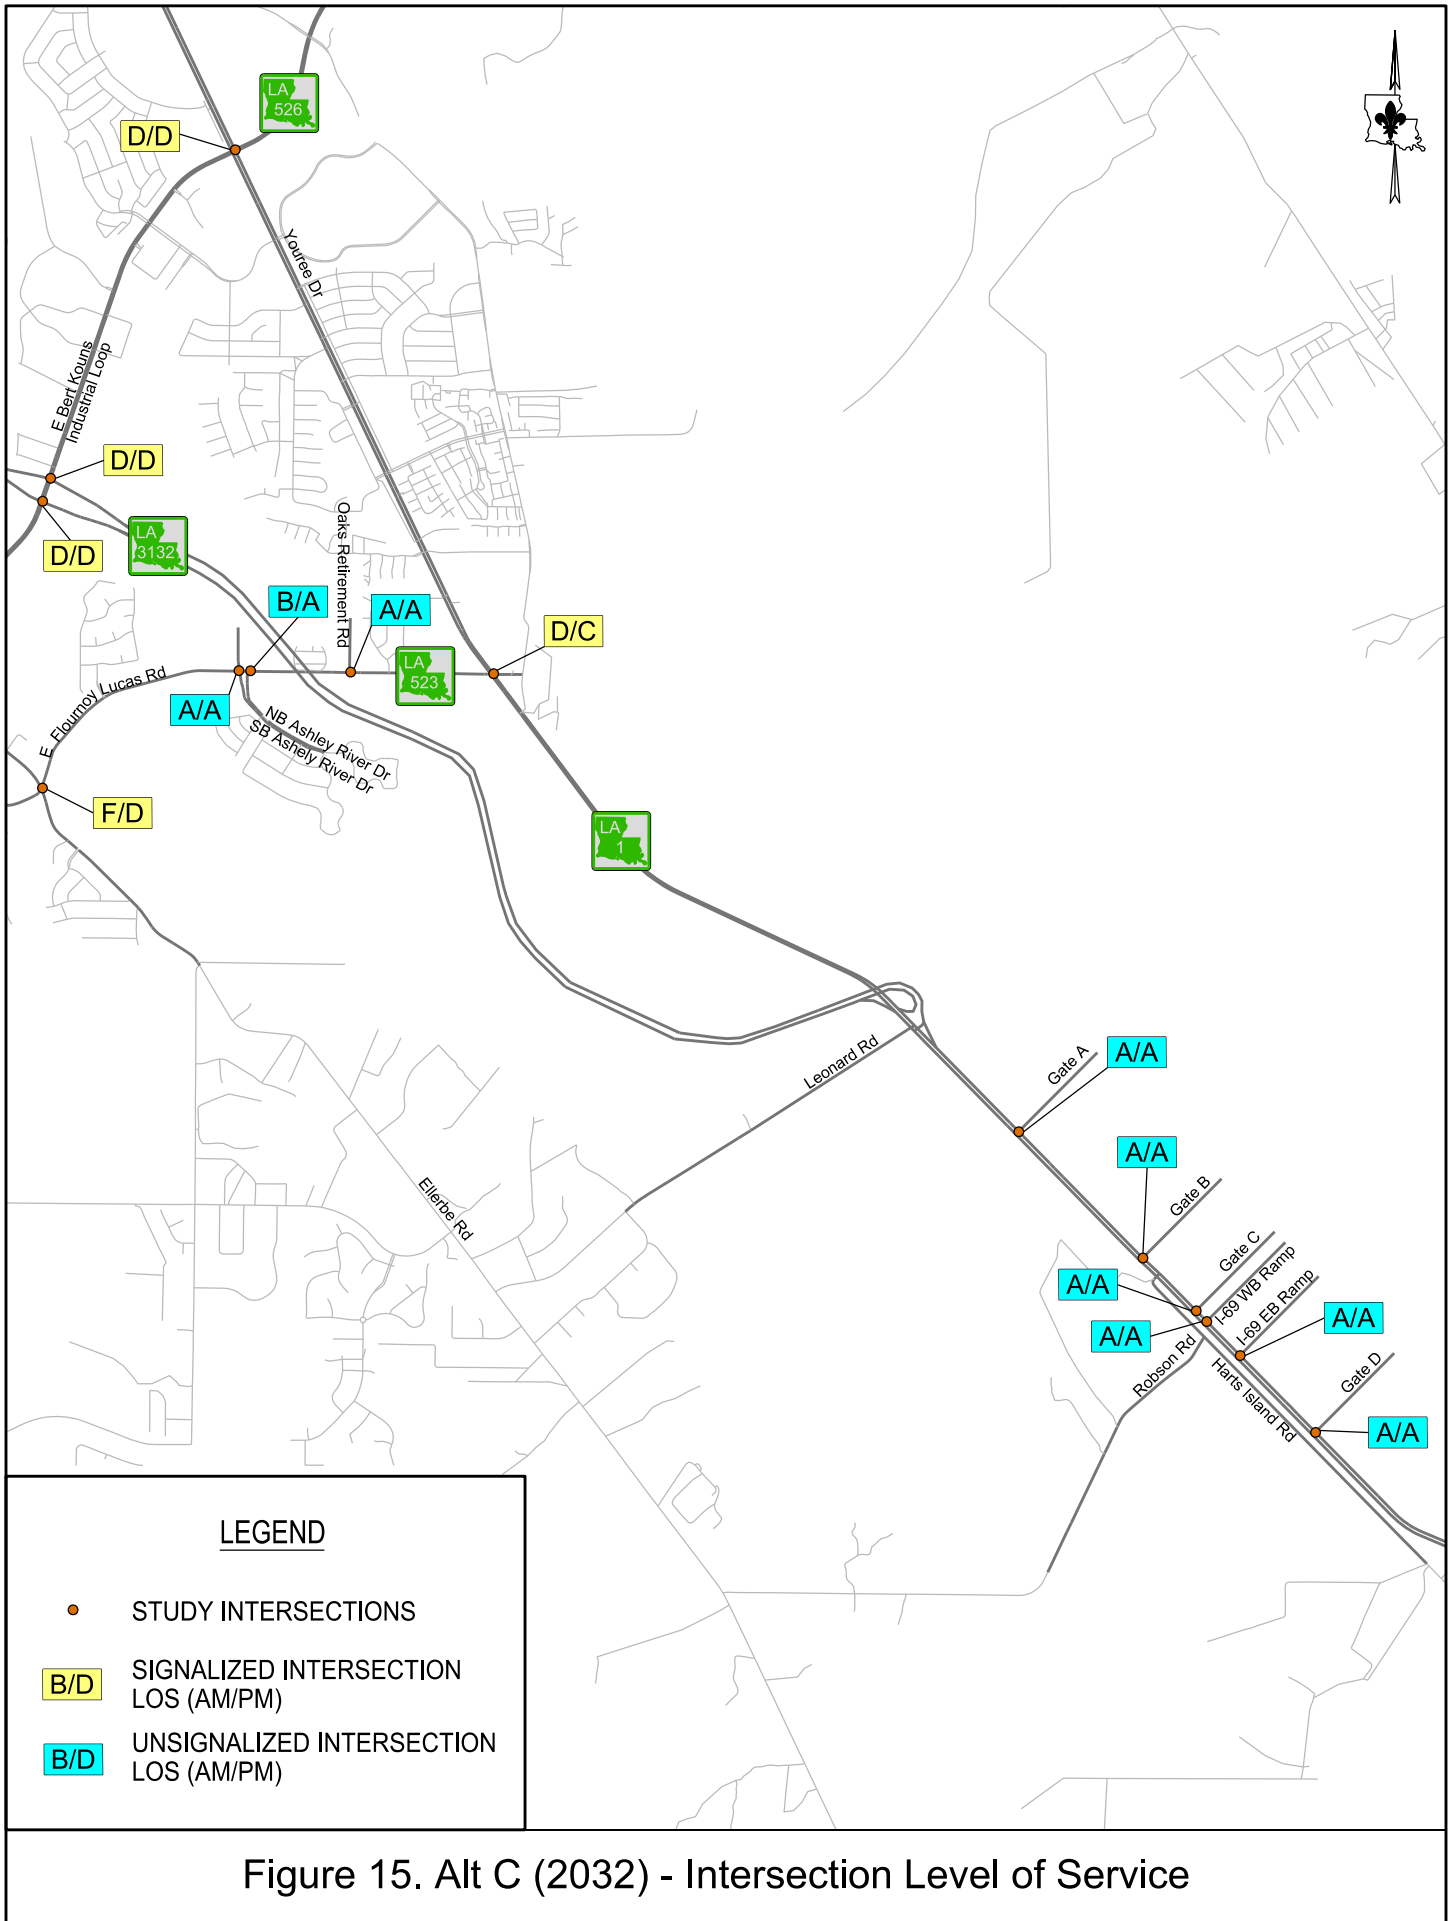 LA
526
D/D
Youree Dr
E Bert Kouns
Industrial Loop
D/D
D/D
LA
3132
Oaks Retirement Rd
B/A
A/A
D/C
LA
523
E. Flournoy Lucas Rd
A/A
NB Ashley River Dr
SB Ashely River Dr
F/D
LA
1
Leonard Rd
Gate A
A/A
A/A
Gate B
Ellerbe Rd
Gate C
I-69 WB Ramp
I-69 EB Ramp
A/A
A/A
A/A
Robson Rd
Harts Island Rd
Gate D
A/A
LEGEND
STUDY INTERSECTIONS
B/D
SIGNALIZED INTERSECTION
LOS (AM/PM)
B/D
UNSIGNALIZED INTERSECTION
LOS (AM/PM)
Figure 15. Alt C (2032) - Intersection Level of Service